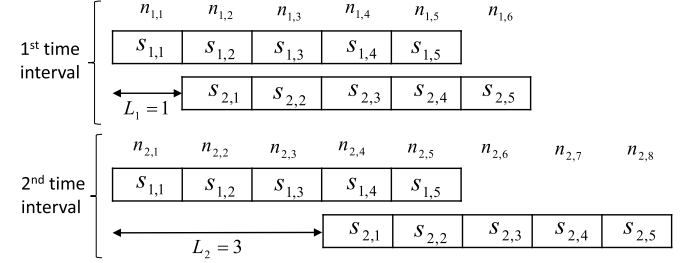 n1,1 n1,2 n1,3 n1,4 n1,5 n1,6
1st time interval
S1,1 S1,2 S1,3 S1,4 S1,5
S2,1 S2,2 S2,3 S2,4 S2,5
L1 = 1
n2,1 n2,2 n2,3 n2,4 n2,5 n2,6 n2,7 n2,8
2nd time interval
S1,1 S1,2 S1,3 S1,4 S1,5
S2,1 S2,2 S2,3 S2,4 S2,5
L2 = 3